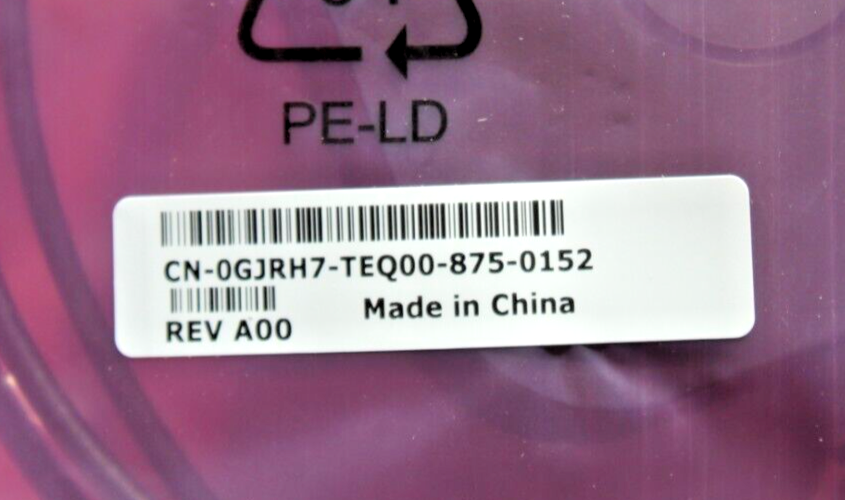 PE-LD
CN-0GJRH7-TEQ00-875-0152
Made in China
REV A00